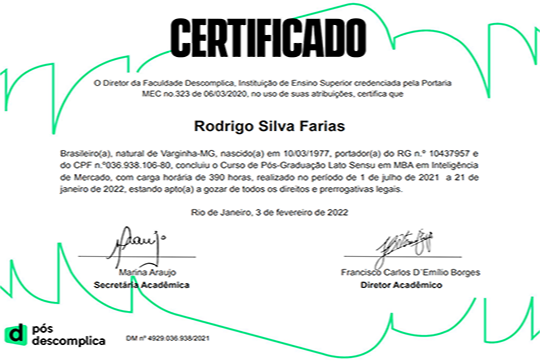 CERTIFICADO
O Diretor da Faculdade Descomplica, Instituição de Ensino Superior credenciada pela Portaria
MEC no.323 de 06/03/2020, no uso de suas atribuições, certifica que
Rodrigo Silva Farias
Brasileiro(a), natural de Varginha-MG, nascido(a) em 10/03/1977, portador(a) do RG n.º 10437957 e
do CPF n.º036.938.106-80, concluiu o Curso de Pós-Graduação Lato Sensu em MBA em Inteligência
de Mercado, com carga horária de 390 horas, realizado no período de 1 de julho de 2021 a 21 de
janeiro de 2022, estando apto(a) a gozar de todos os direitos e prerrogativas legais.
Rio de Janeiro, 3 de fevereiro de 2022
Marina Araujo
Secretária Acadêmica
Francisco Carlos D´Emílio Borges
Diretor Acadêmico
d pós
descomplica
DM nº 4929.036.938/2021